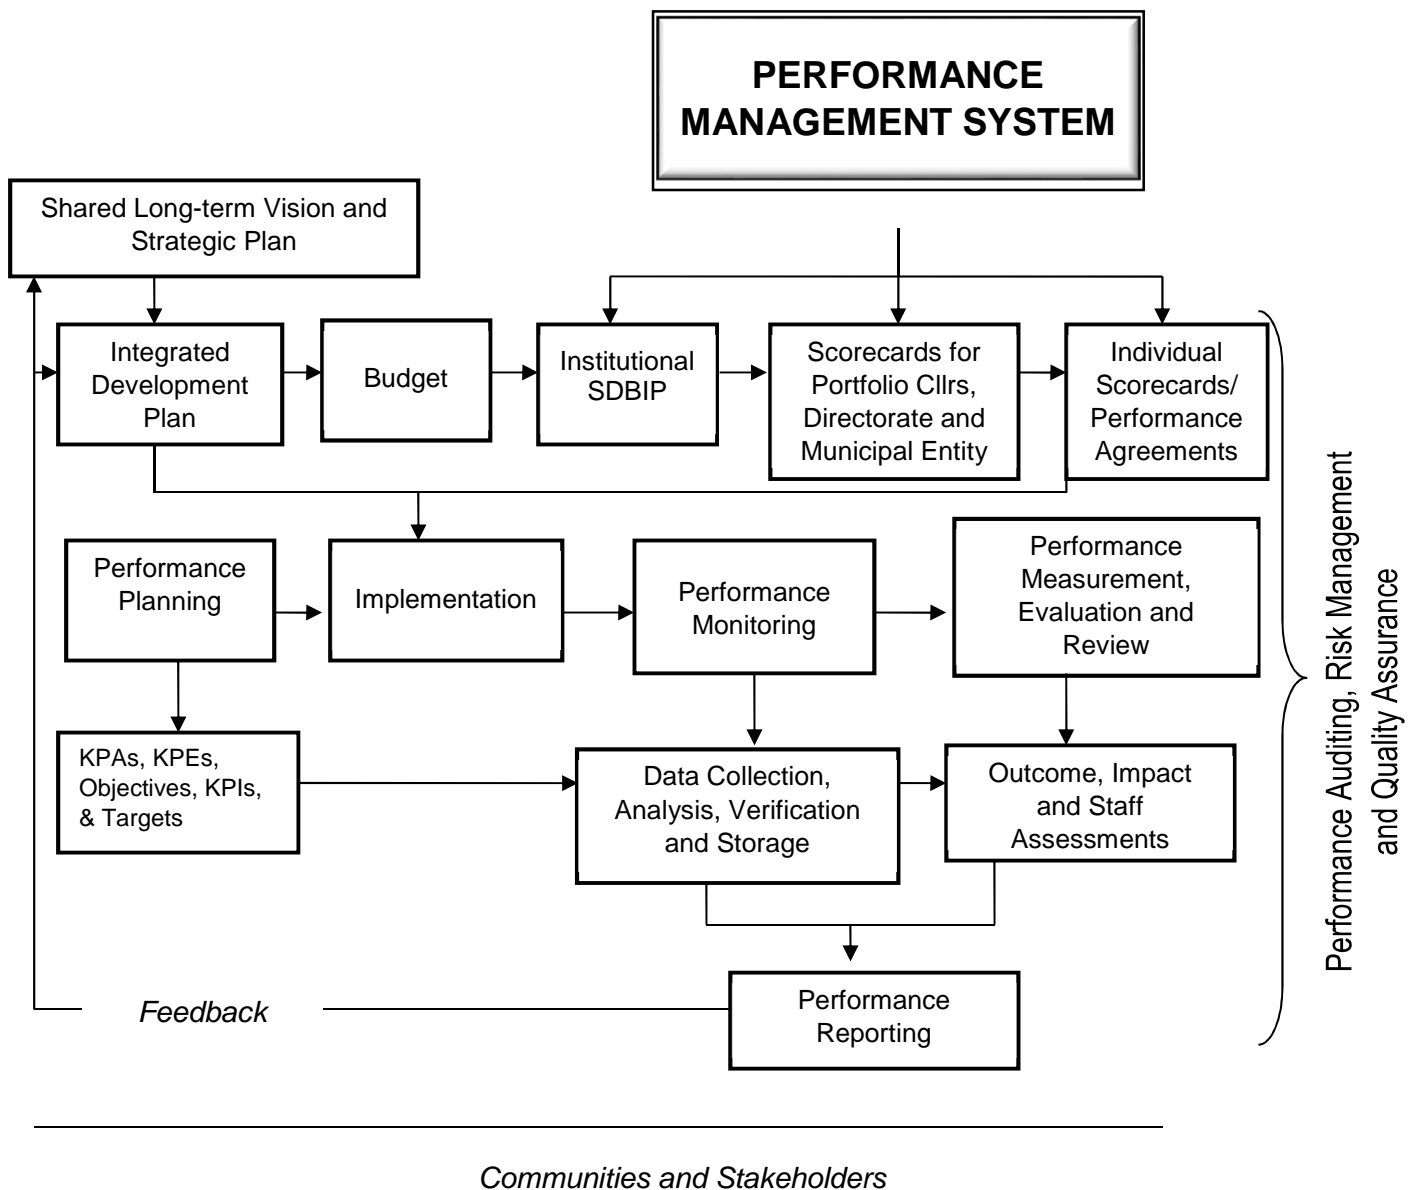 PERFORMANCE
MANAGEMENT SYSTEM
Shared Long-term Vision and
Strategic Plan
Integrated
Development
Plan
Budget
Institutional
SDBIP
Scorecards for
Portfolio Cllrs,
Directorate and
Municipal Entity
Individual
Scorecards/
Performance
Agreements
Performance
Planning
Implementation
Performance
Monitoring
Performance
Measurement,
Evaluation and
Review
KPAs, KPEs,
Objectives, KPIs,
& Targets
Data Collection,
Analysis, Verification
and Storage
Outcome, Impact
and Staff
Assessments
Performance Auditing, Risk Management
and Quality Assurance
Feedback
Performance
Reporting
Communities and Stakeholders